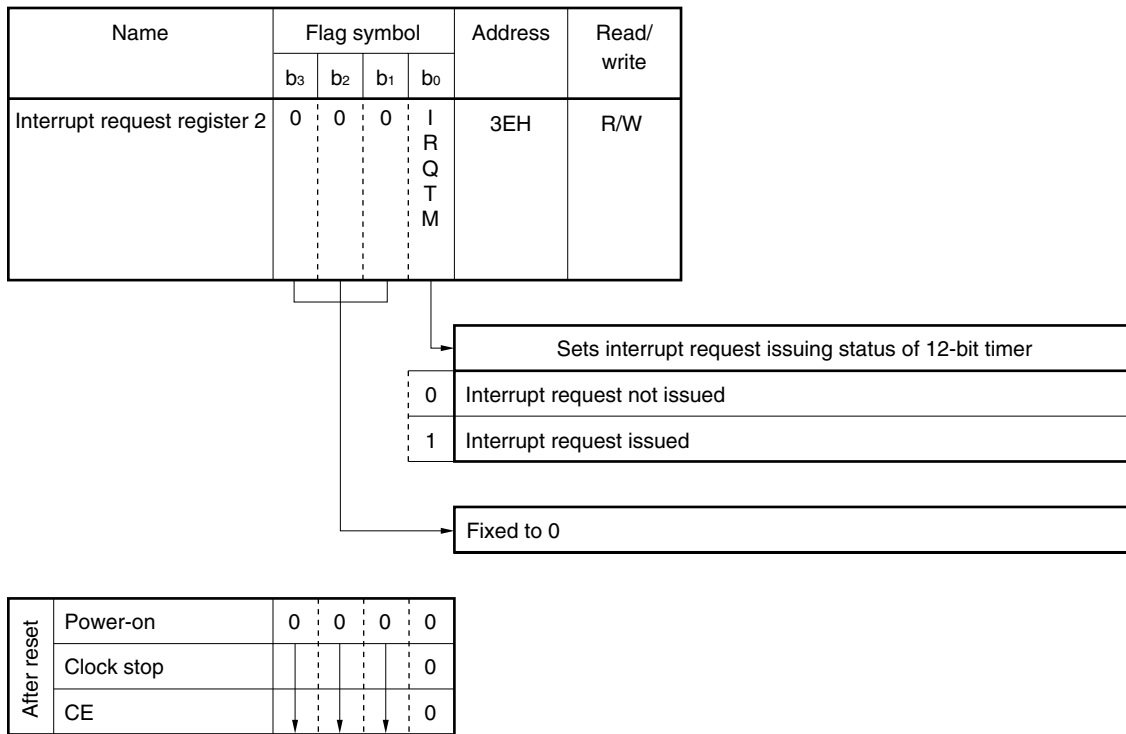 Name Flag symbol Address Read/
write
b3 b2 b1 b0
Interrupt request register 2 0 0 0 I 3EH R/W
R
Q
T
M
Sets interrupt request issuing status of 12-bit timer
0 Interrupt request not issued
1 Interrupt request issued
Fixed to 0
After reset
Power-on 0 0 0 0
Clock stop 0
CE 0